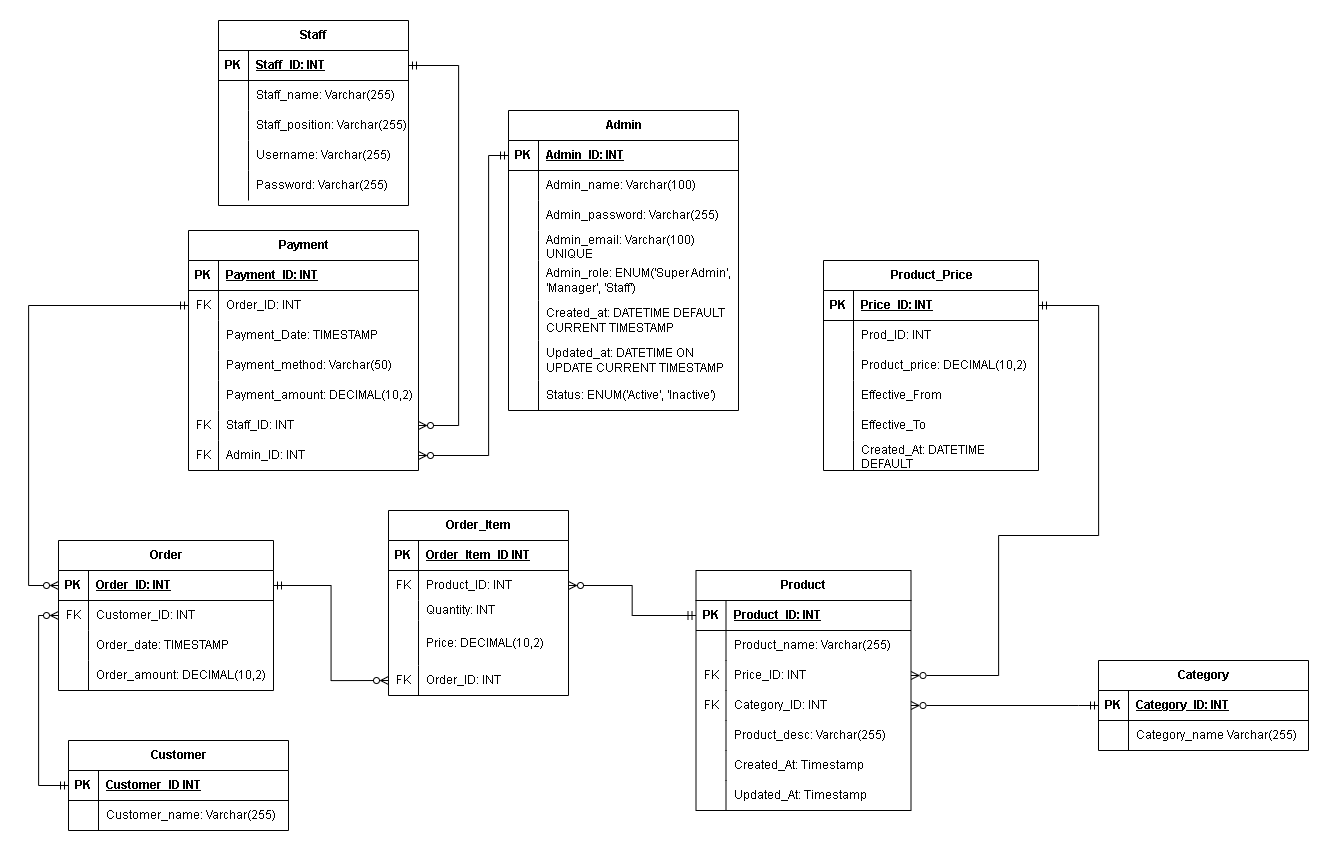 Staff
PK Staff_ID: INT
Staff_name: Varchar(255)
Staff_position: Varchar(255)
Username: Varchar(255)
Password: Varchar(255)
Admin
PK Admin_ID: INT
Admin_name: Varchar(100)
Admin_password: Varchar(255)
Admin_email: Varchar(100)
UNIQUE
Admin_role: ENUM('Super Admin',
'Manager', 'Staff')
Created_at: DATETIME DEFAULT
CURRENT TIMESTAMP
Updated_at: DATETIME ON
UPDATE CURRENT TIMESTAMP
Status: ENUM('Active', 'Inactive')
Payment
PK Payment_ID: INT
FK Order_ID: INT
Payment_Date: TIMESTAMP
Payment_method: Varchar(50)
Payment_amount: DECIMAL(10,2)
FK Staff_ID: INT
FK Admin_ID: INT
Product_Price
PK Price_ID: INT
Prod_ID: INT
Product_price: DECIMAL(10,2)
Effective_From
Effective_To
Created_At: DATETIME
DEFAULT
Order
PK Order_ID: INT
FK Customer_ID: INT
Order_date: TIMESTAMP
Order_amount: DECIMAL(10,2)
Order_Item
PK Order_Item_ID INT
FK Product_ID: INT
Quantity: INT
Price: DECIMAL(10,2)
FK Order_ID: INT
Product
PK Product_ID: INT
Product_name: Varchar(255)
FK Price_ID: INT
FK Category_ID: INT
Product_desc: Varchar(255)
Created_At: Timestamp
Updated_At: Timestamp
Category
PK Category_ID: INT
Category_name Varchar(255)
Customer
PK Customer_ID INT
Customer_name: Varchar(255)